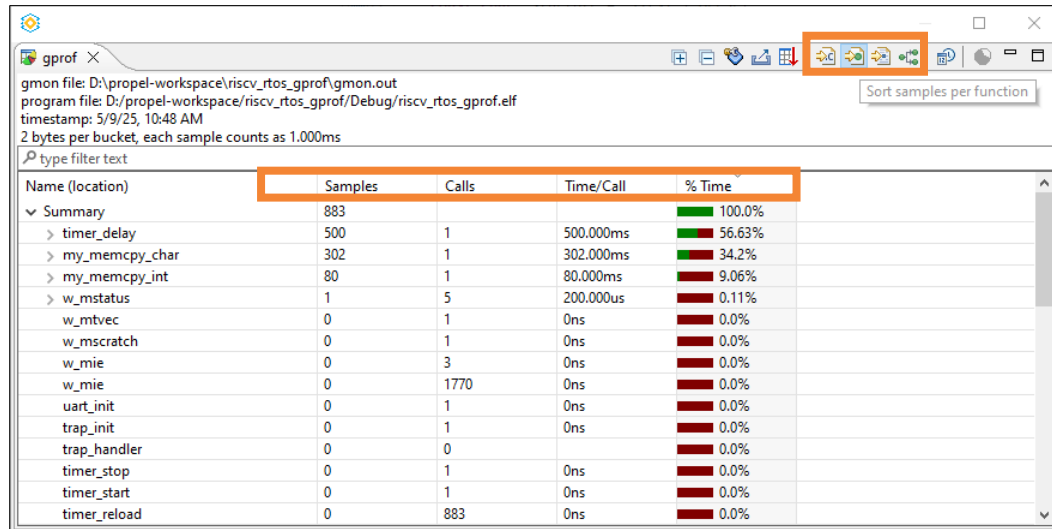 gprof
gmon file: D:\propel-workspace\riscv_rtos_gprof\gmon.out
program file: D:/propel-workspace/riscv_rtos_gprof/Debug/riscv_rtos_gprof.elf
timestamp: 5/9/25, 10:48 AM
2 bytes per bucket, each sample counts as 1.000ms
Sort samples per function
type filter text
Name (location) Samples Calls Time/Call % Time
Summary 883 100.0%
timer_delay 500 1 500.000ms 56.63%
my_memcpy_char 302 1 302.000ms 34.2%
my_memcpy_int 80 1 80.000ms 9.06%
w_mstatus 1 5 200.000us 0.11%
w_mtvec 0 1 0ns 0.0%
w_mscratch 0 1 0ns 0.0%
w_mie 0 3 0ns 0.0%
w_mie 0 1770 0ns 0.0%
uart_init 0 1 0ns 0.0%
trap_init 0 1 0ns 0.0%
trap_handler 0 0 0.0%
timer_stop 0 1 0ns 0.0%
timer_start 0 1 0ns 0.0%
timer_reload 0 883 0ns 0.0%